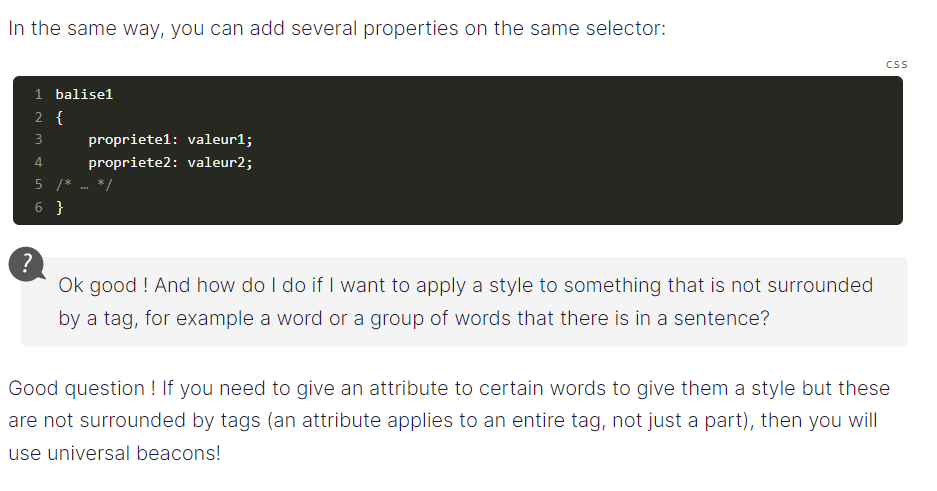 In the same way, you can add several properties on the same selector:
CSS
1 balise1
2 {
3 propriete1: valeur1;
4 propriete2: valeur2;
5 /* … */
6 }
?
Ok good ! And how do I do if I want to apply a style to something that is not surrounded
by a tag, for example a word or a group of words that there is in a sentence?
Good question ! If you need to give an attribute to certain words to give them a style but these
are not surrounded by tags (an attribute applies to an entire tag, not just a part), then you will
use universal beacons!